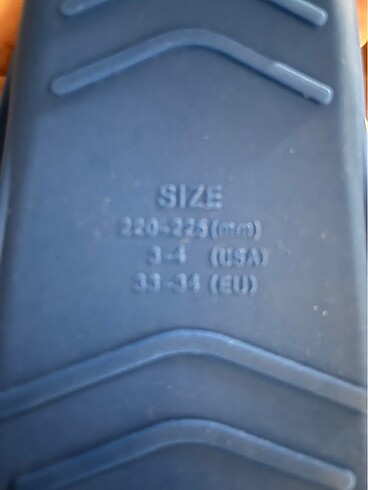 SIZE
220-225(mm)
3-4 (USA)
33-34 (EU)